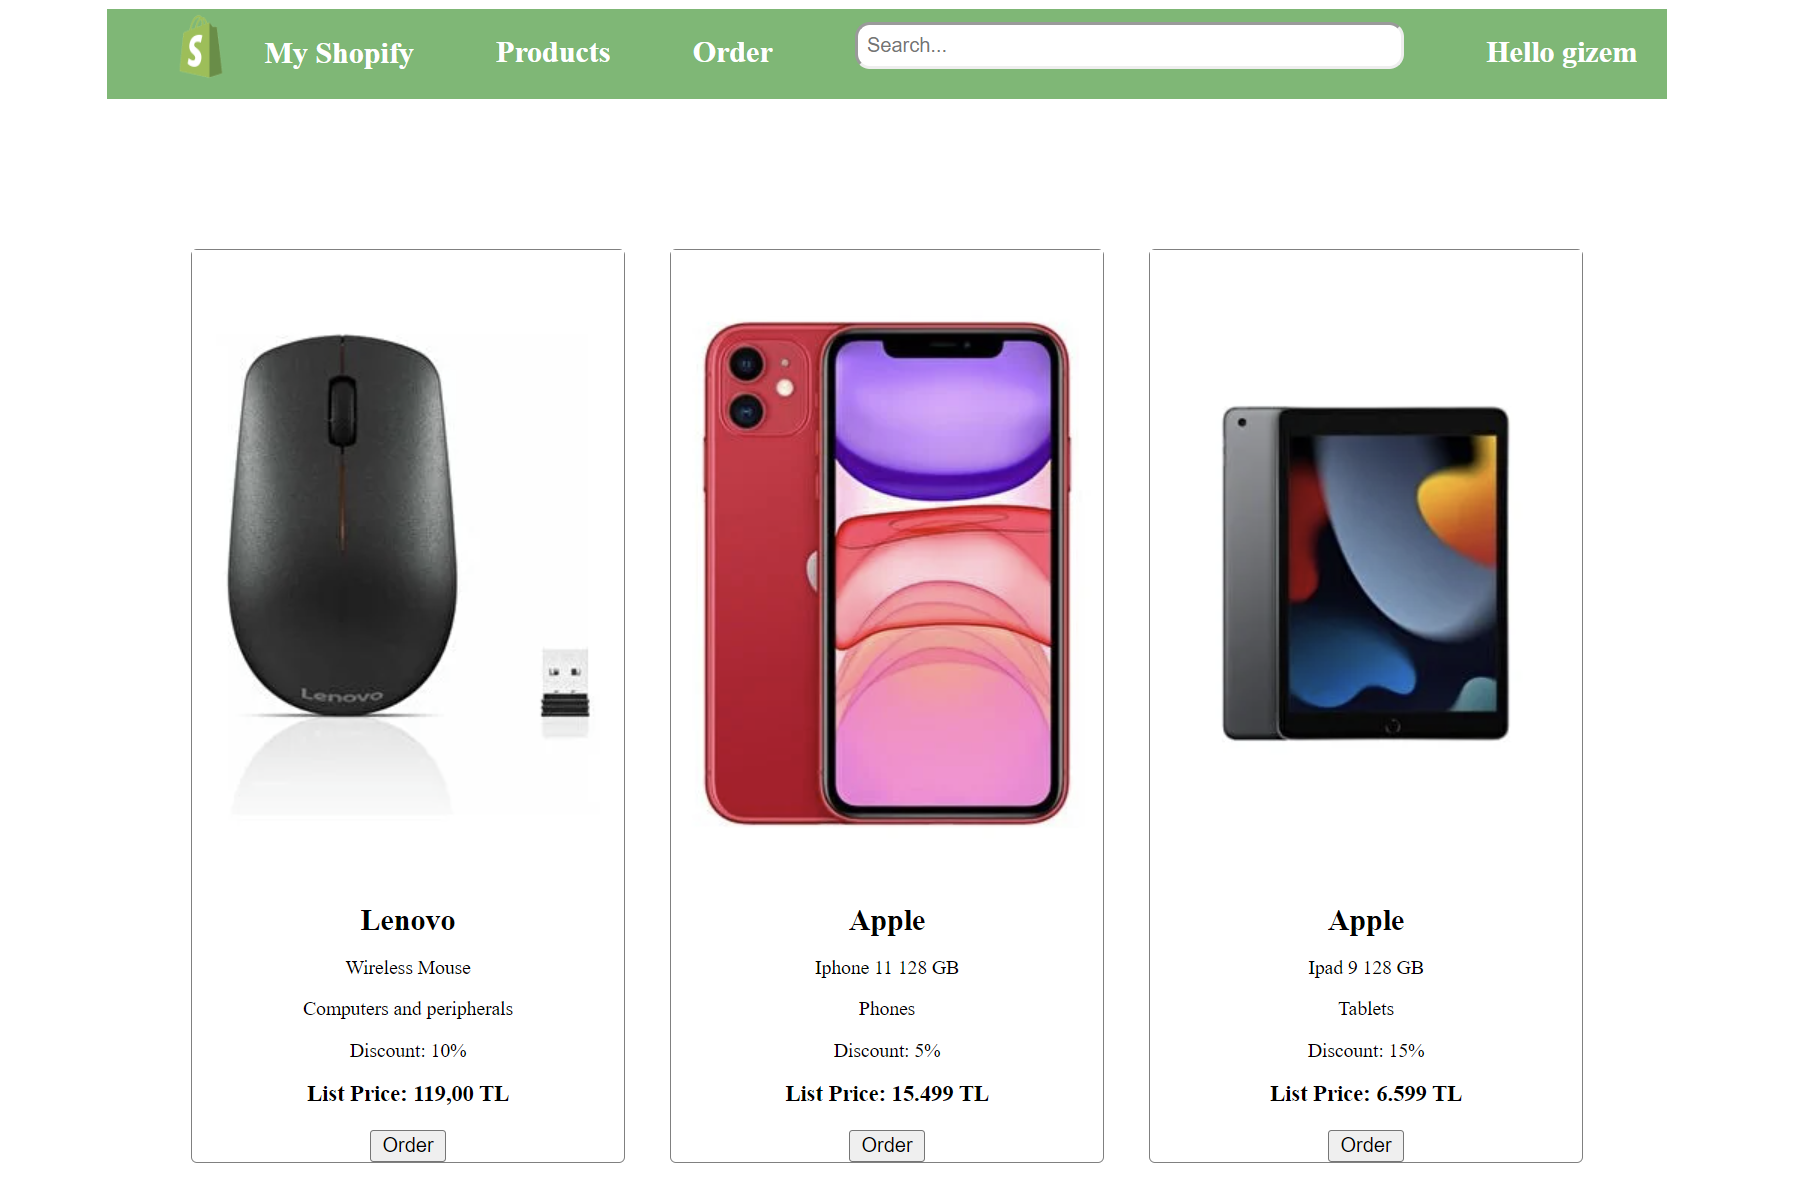 S
My Shopify
Products
Order
Search...
Hello gizem
Lenovo
Lenovo
Wireless Mouse
Computers and peripherals
Discount: 10%
List Price: 119,00 TL
Order
Apple
Iphone 11 128 GB
Phones
Discount: 5%
List Price: 15.499 TL
Order
Apple
Ipad 9 128 GB
Tablets
Discount: 15%
List Price: 6.599 TL
Order